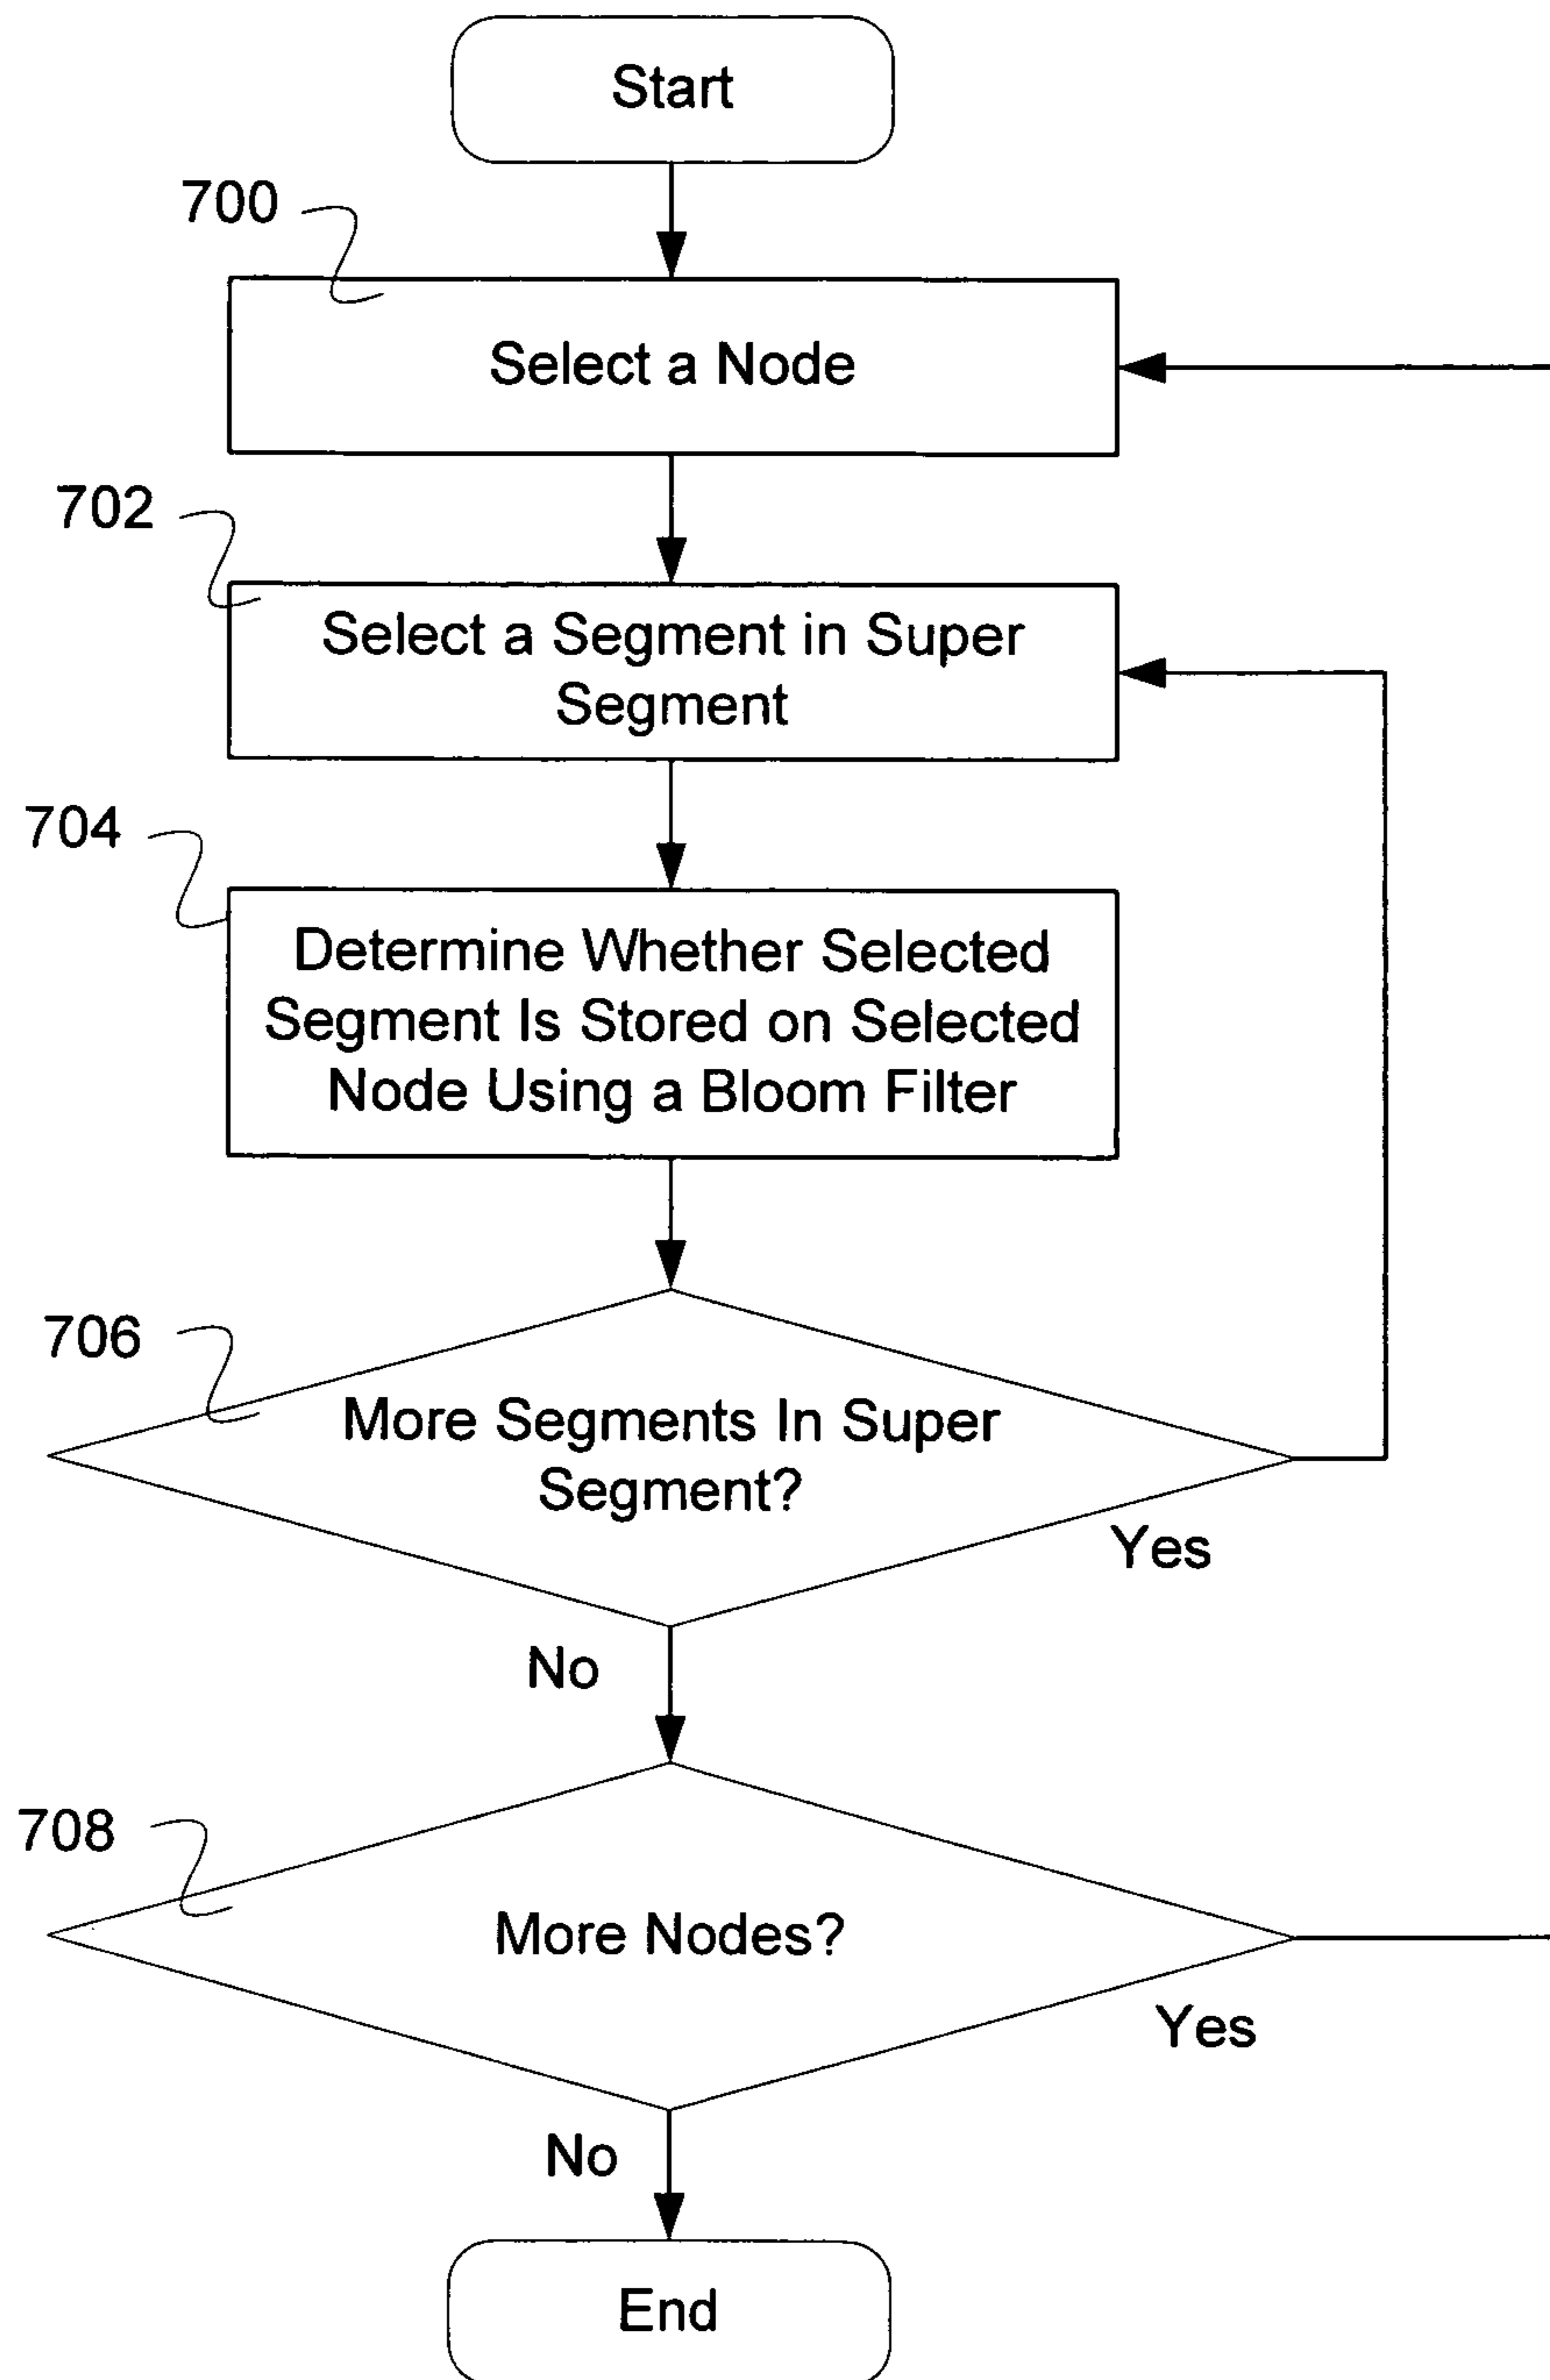 Start
700
Select a Node
702
Select a Segment in Super
Segment
704
Determine Whether Selected
Segment Is Stored on Selected
Node Using a Bloom Filter
706
More Segments In Super
Segment?
Yes
No
708
More Nodes?
Yes
No
End